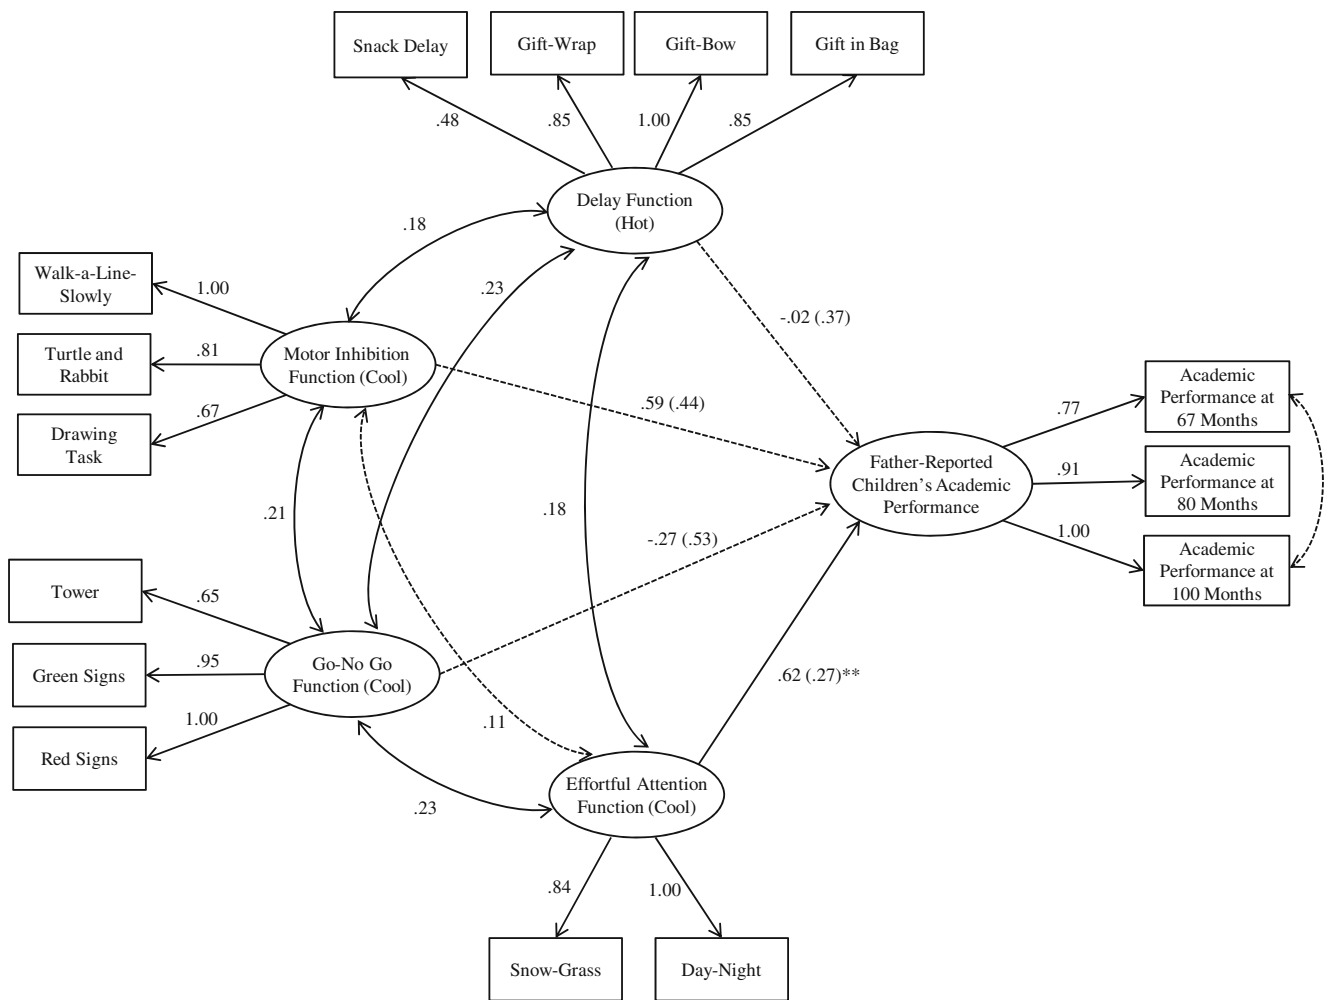 Snack Delay
Gift-Wrap
Gift-Bow
Gift in Bag
.48
.85
1.00
.85
Delay Function
(Hot)
.18
.23
-.02 (.37)
Walk-a-Line-
Slowly
1.00
Turtle and
Rabbit
.81
Drawing
Task
.67
Motor Inhibition
Function (Cool)
.59 (.44)
Father-Reported
Children's Academic
Performance
.77
Academic
Performance at
67 Months
.91
Academic
Performance at
80 Months
1.00
Academic
Performance at
100 Months
.21
.18
-.27 (.53)
Tower
.65
Green Signs
.95
Red Signs
1.00
Go-No Go
Function (Cool)
.62 (.27)**
.11
.23
Effortful Attention
Function (Cool)
.84
1.00
Snow-Grass
Day-Night